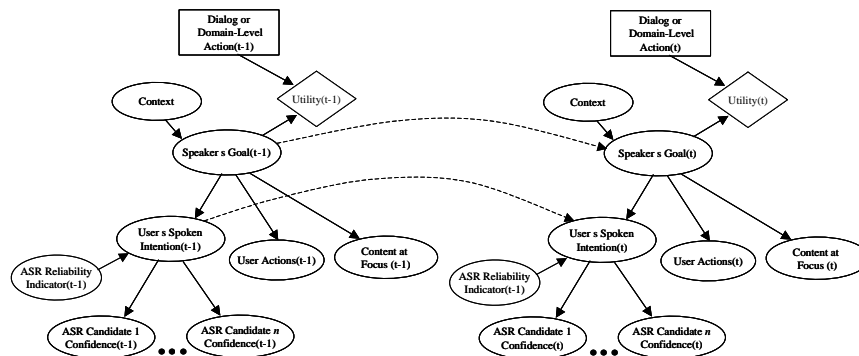 Dialog or
Domain-Level
Action(t-1)
Utility(t-1)
Context
Speaker s Goal(t-1)
User s Spoken
Intention(t-1)
ASR Reliability
Indicator(t-1)
User Actions(t-1)
Content at
Focus (t-1)
ASR Candidate 1
Confidence(t-1)
ASR Candidate n
Confidence(t-1)
Dialog or
Domain-Level
Action(t)
Utility(t)
Context
Speaker s Goal(t)
User s Spoken
Intention(t)
ASR Reliability
Indicator(t-1)
User Actions(t)
Content at
Focus (t)
ASR Candidate 1
Confidence(t)
ASR Candidate n
Confidence(t)